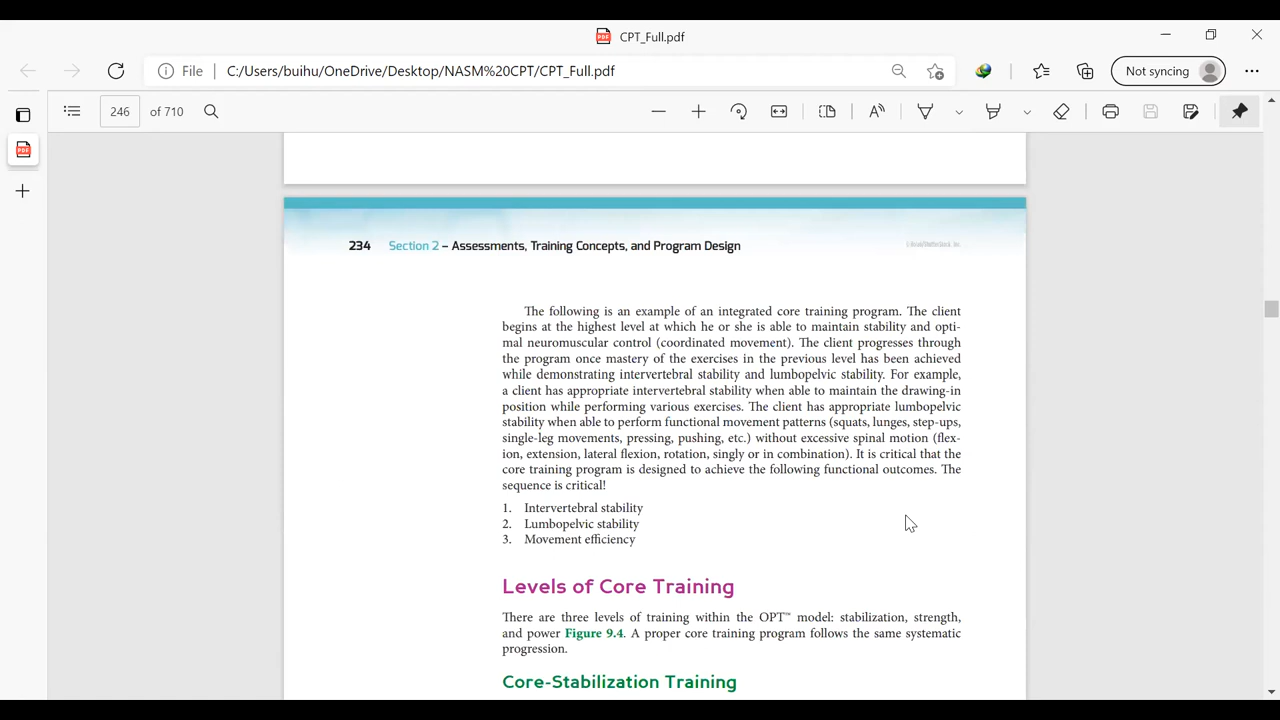 CPT_Full.pdf
File
C:/Users/buihu/OneDrive/Desktop/NASM%20CPT/CPT_Full.pdf
Not syncing
246 of 710
234 Section 2 – Assessments, Training Concepts, and Program Design
The following is an example of an integrated core training program. The client
begins at the highest level at which he or she is able to maintain stability and opti-
mal neuromuscular control (coordinated movement). The client progresses through
the program once mastery of the exercises in the previous level has been achieved
while demonstrating intervertebral stability and lumbopelvic stability. For example,
a client has appropriate intervertebral stability when able to maintain the drawing-in
position while performing various exercises. The client has appropriate lumbopelvic
stability when able to perform functional movement patterns (squats, lunges, step-ups,
single-leg movements, pressing, pushing, etc.) without excessive spinal motion (flex-
ion, extension, lateral flexion, rotation, singly or in combination). It is critical that the
core training program is designed to achieve the following functional outcomes. The
sequence is critical!
1. Intervertebral stability
2. Lumbopelvic stability
3. Movement efficiency
Levels of Core Training
There are three levels of training within the OPT™ model: stabilization, strength,
and power Figure 9.4. A proper core training program follows the same systematic
progression.
Core-Stabilization Training